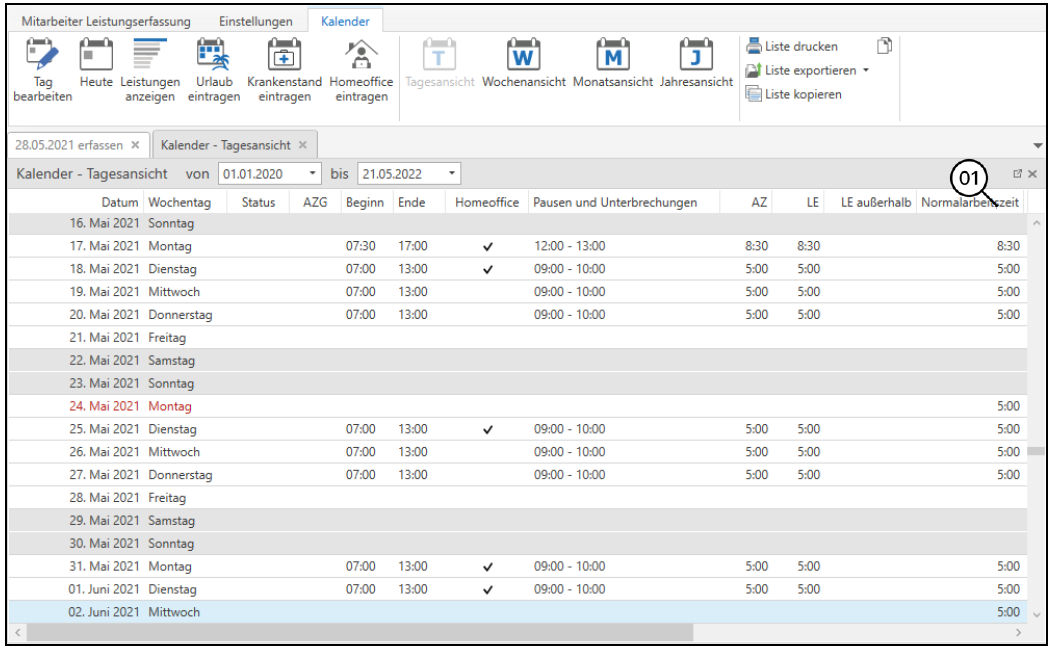 Mitarbeiter Leistungserfassung Einstellungen Kalender
Tag bearbeiten
Heute
Leistungen anzeigen
Urlaub eintragen
Krankenstand eintragen
Homeoffice eintragen
T
Tagesansicht
W
Wochenansicht
M
Monatsansicht
J
Jahresansicht
Liste drucken
Liste exportieren
Liste kopieren
28.05.2021 erfassen × Kalender - Tagesansicht ×
Kalender - Tagesansicht von 01.01.2020 bis 21.05.2022
01
Datum Wochentag Status AZG Beginn Ende Homeoffice Pausen und Unterbrechungen AZ LE LE außerhalb Normalarbeitszeit
16. Mai 2021 Sonntag
17. Mai 2021 Montag 07:30 17:00 ✓ 12:00 - 13:00 8:30 8:30 8:30
18. Mai 2021 Dienstag 07:00 13:00 ✓ 09:00 - 10:00 5:00 5:00 5:00
19. Mai 2021 Mittwoch 07:00 13:00 09:00 - 10:00 5:00 5:00 5:00
20. Mai 2021 Donnerstag 07:00 13:00 09:00 - 10:00 5:00 5:00 5:00
21. Mai 2021 Freitag
22. Mai 2021 Samstag
23. Mai 2021 Sonntag
24. Mai 2021 Montag 5:00
25. Mai 2021 Dienstag 07:00 13:00 ✓ 09:00 - 10:00 5:00 5:00 5:00
26. Mai 2021 Mittwoch 07:00 13:00 09:00 - 10:00 5:00 5:00 5:00
27. Mai 2021 Donnerstag 07:00 13:00 09:00 - 10:00 5:00 5:00 5:00
28. Mai 2021 Freitag
29. Mai 2021 Samstag
30. Mai 2021 Sonntag
31. Mai 2021 Montag 07:00 13:00 ✓ 09:00 - 10:00 5:00 5:00 5:00
01. Juni 2021 Dienstag 07:00 13:00 ✓ 09:00 - 10:00 5:00 5:00 5:00
02. Juni 2021 Mittwoch 5:00